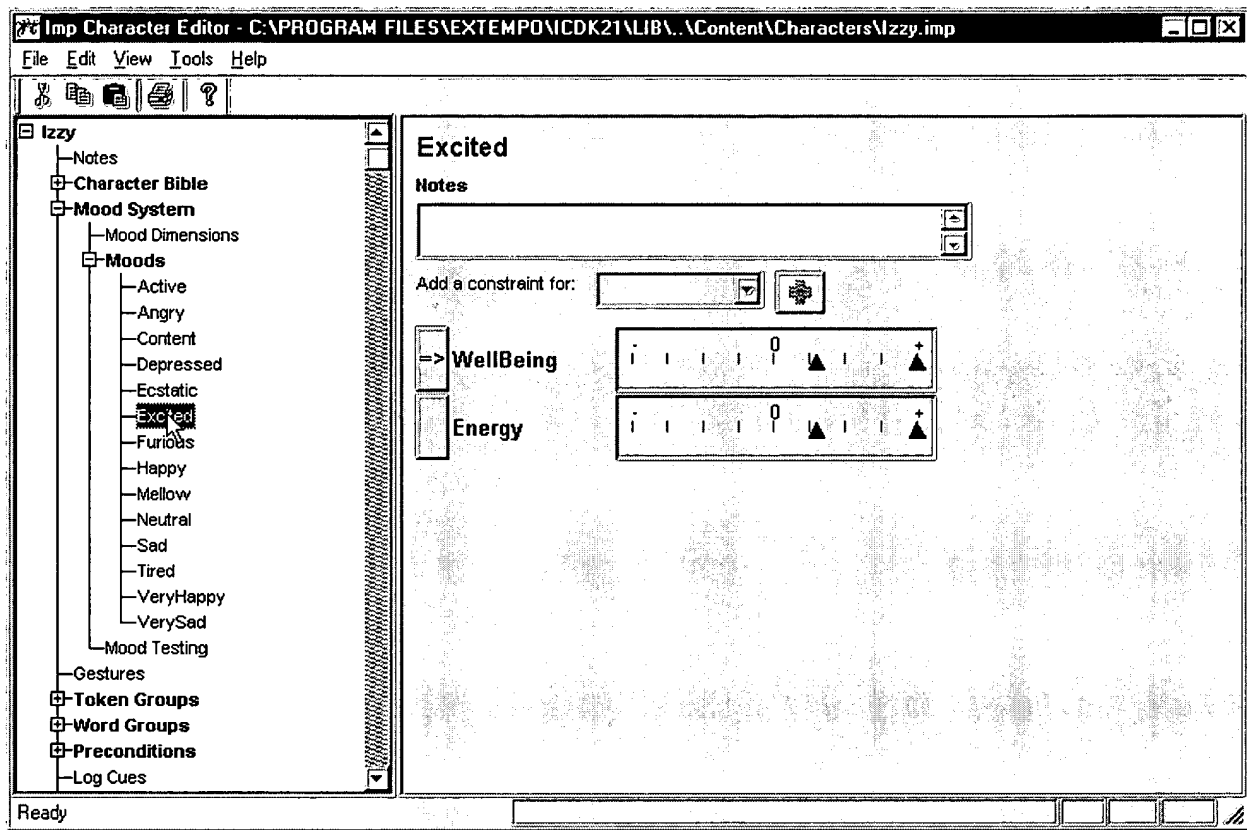 Imp Character Editor - C:\PROGRAM FILES\EXTEMPO\ICDK21\LIB\..\Content\Characters\Izzy.imp
File Edit View Tools Help
Izzy
Notes
Character Bible
Mood System
Mood Dimensions
Moods
Active
Angry
Content
Depressed
Ecstatic
Excited
Furious
Happy
Mellow
Neutral
Sad
Tired
VeryHappy
VerySad
Mood Testing
Gestures
Token Groups
Word Groups
Preconditions
Log Cues
Excited
Notes
Add a constraint for:
=> WellBeing - 0 +
Energy - 0 +
Ready